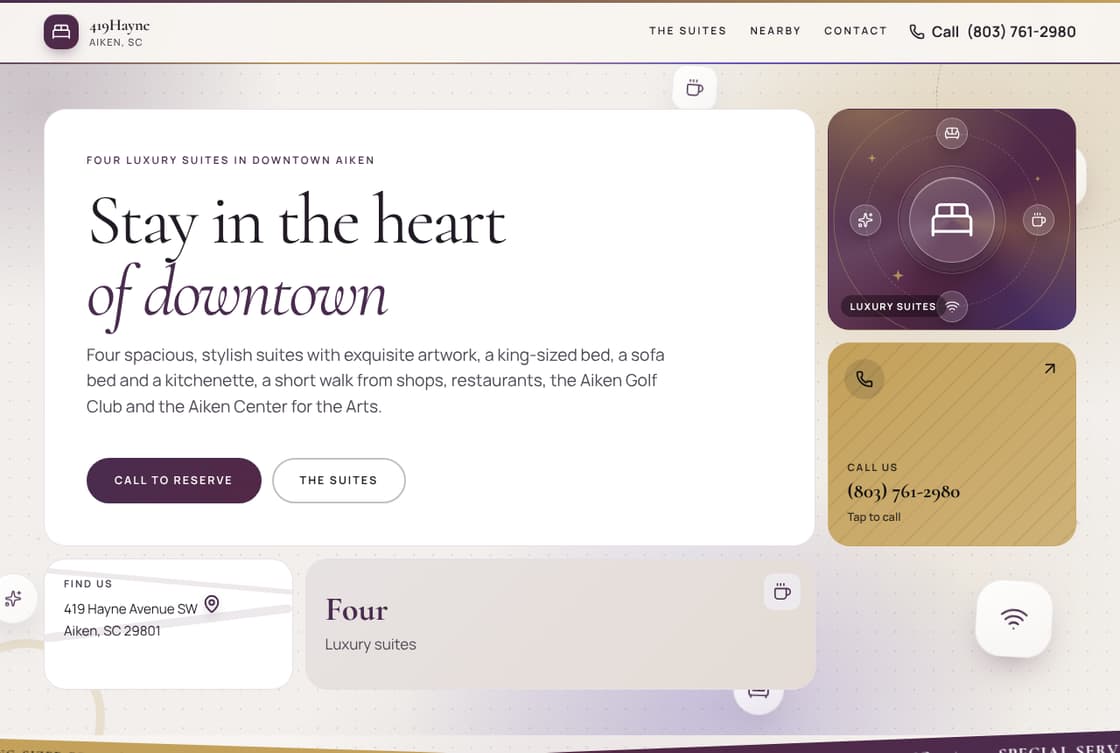 419Hayne
AIKEN, SC
THE SUITES
NEARBY
CONTACT
Call (803) 761-2980
FOUR LUXURY SUITES IN DOWNTOWN AIKEN
Stay in the heart
of downtown
Four spacious, stylish suites with exquisite artwork, a king-sized bed, a sofa
bed and a kitchenette, a short walk from shops, restaurants, the Aiken Golf
Club and the Aiken Center for the Arts.
CALL TO RESERVE
THE SUITES
LUXURY SUITES
CALL US
(803) 761-2980
Tap to call
FIND US
419 Hayne Avenue SW
Aiken, SC 29801
Four
Luxury suites
SPECIAL